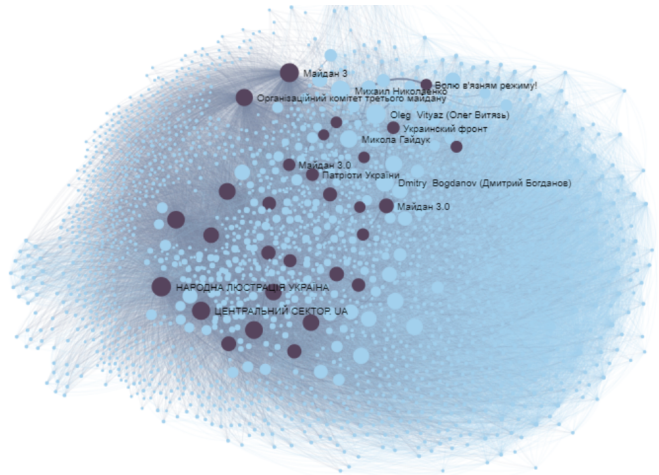 Майдан 3
Волю в'язням режиму!
Михаил Николаенко
Організаційний комітет третього майдану
Oleg Vityaz (Олег Витязь)
Украинский фронт
Микола Гайдук
Майдан 3.0
Патріоти України
Dmitry Bogdanov (Дмитрий Богданов)
Майдан 3.0
НАРОДНА ЛЮСТРАЦІЯ УКРАЇНА
ЦЕНТРАЛЬНИЙ СЕКТОР. UA